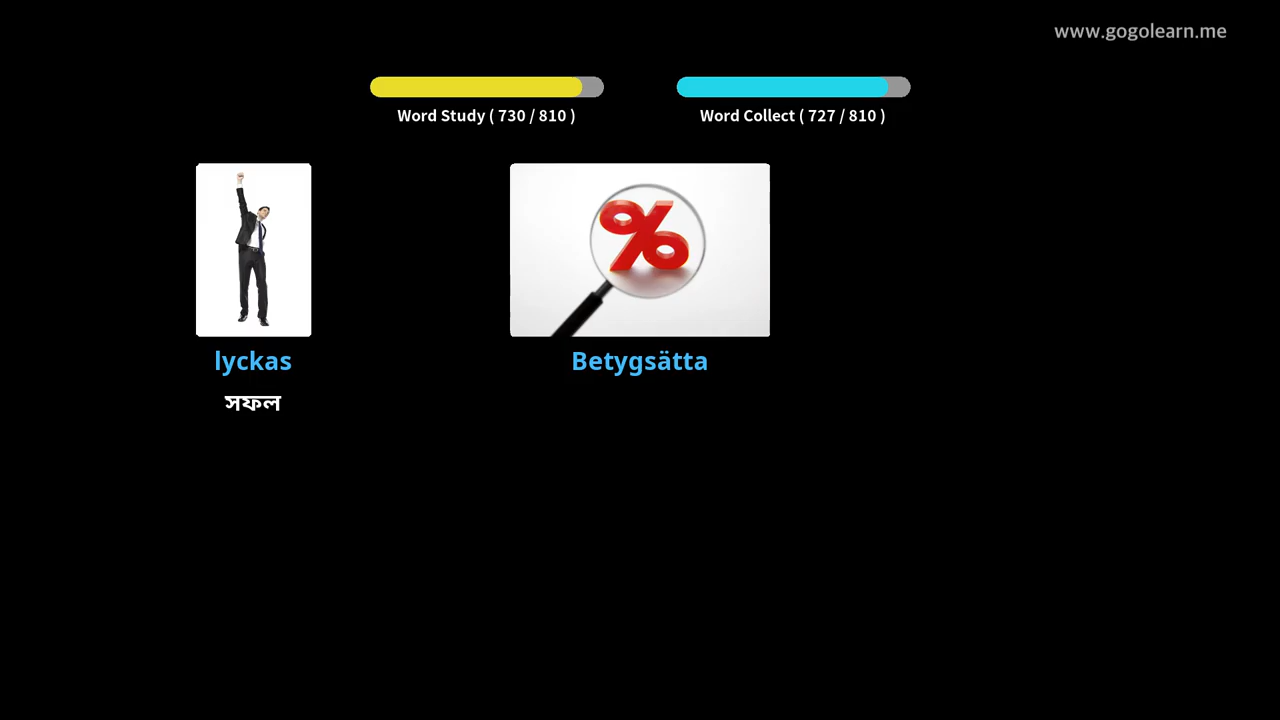 www.gogolearn.me
Word Study ( 730 / 810 )
Word Collect ( 727 / 810 )
%
lyckas
Betygsätta
সফল